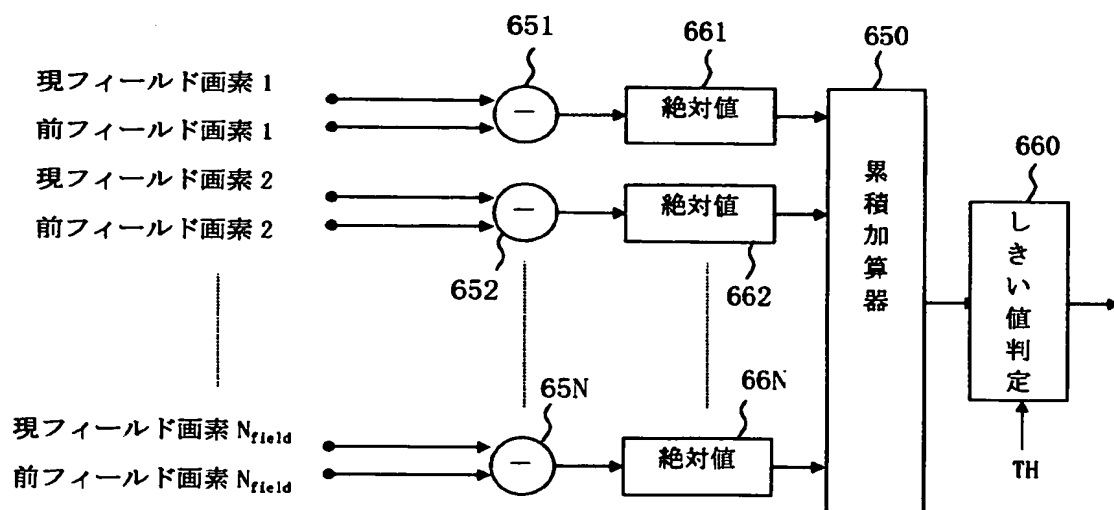 651
661
650
現フィールド画素 1
絶対値
前フィールド画素 1
660
現フィールド画素 2
絶対値
前フィールド画素 2
652
662
累積加算器
しきい値判定
65N
66N
現フィールド画素 Nfield
絶対値
前フィールド画素 Nfield
TH